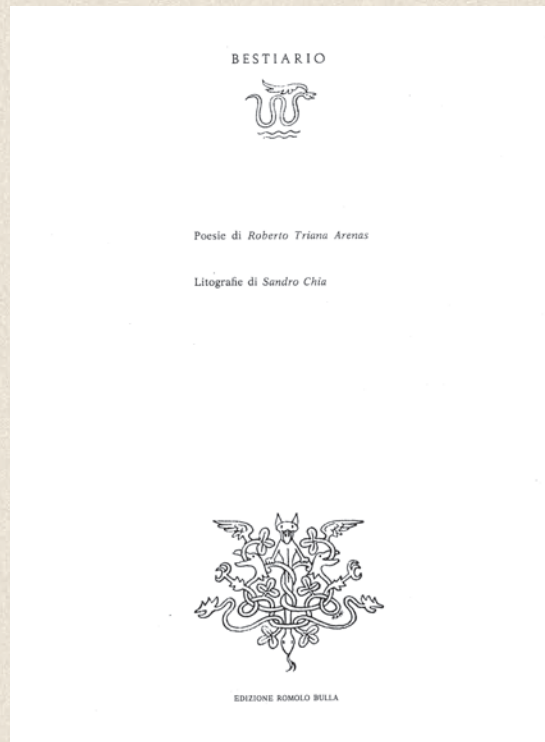 BESTIARIO
Poesie di Roberto Triana Arenas
Litografie di Sandro Chia
EDIZIONE ROMOLO BULLA